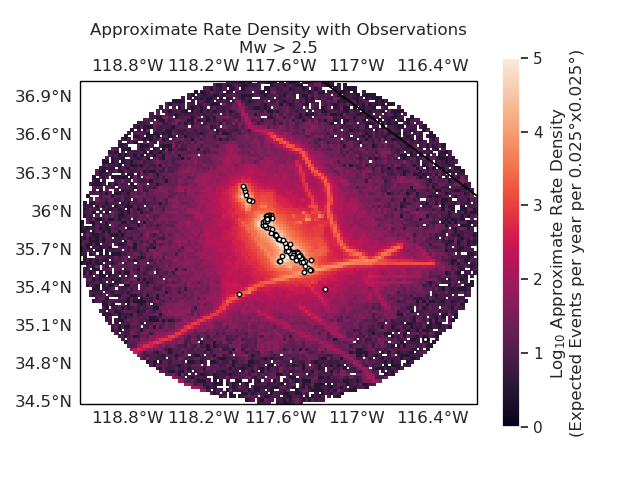 Approximate Rate Density with Observations
Mw > 2.5
118.8°W 118.2°W 117.6°W 117°W 116.4°W
36.9°N
36.6°N
36.3°N
36°N
35.7°N
35.4°N
35.1°N
34.8°N
34.5°N
118.8°W 118.2°W 117.6°W 117°W 116.4°W
5
4
3
2
1
0
Log₁₀ Approximate Rate Density
(Expected Events per year per 0.025°x0.025°)